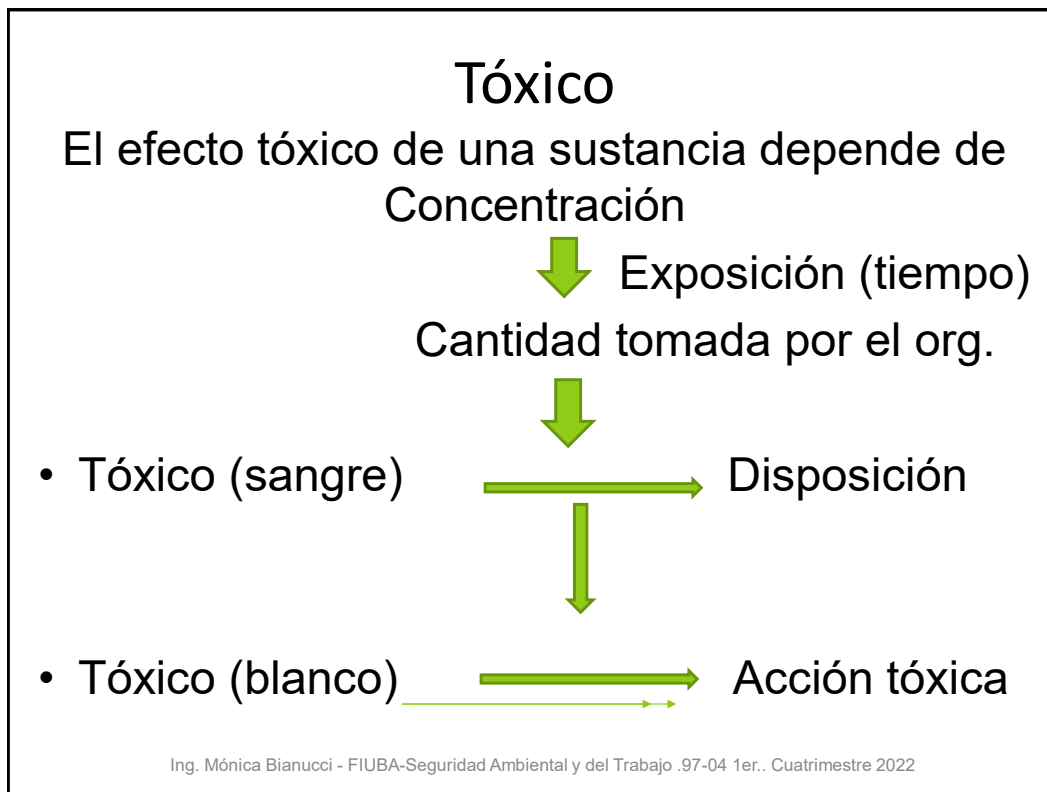 Tóxico
El efecto tóxico de una sustancia depende de
Concentración
Exposición (tiempo)
Cantidad tomada por el org.
• Tóxico (sangre) Disposición
• Tóxico (blanco) Acción tóxica
Ing. Mónica Bianucci - FIUBA-Seguridad Ambiental y del Trabajo .97-04 1er.. Cuatrimestre 2022